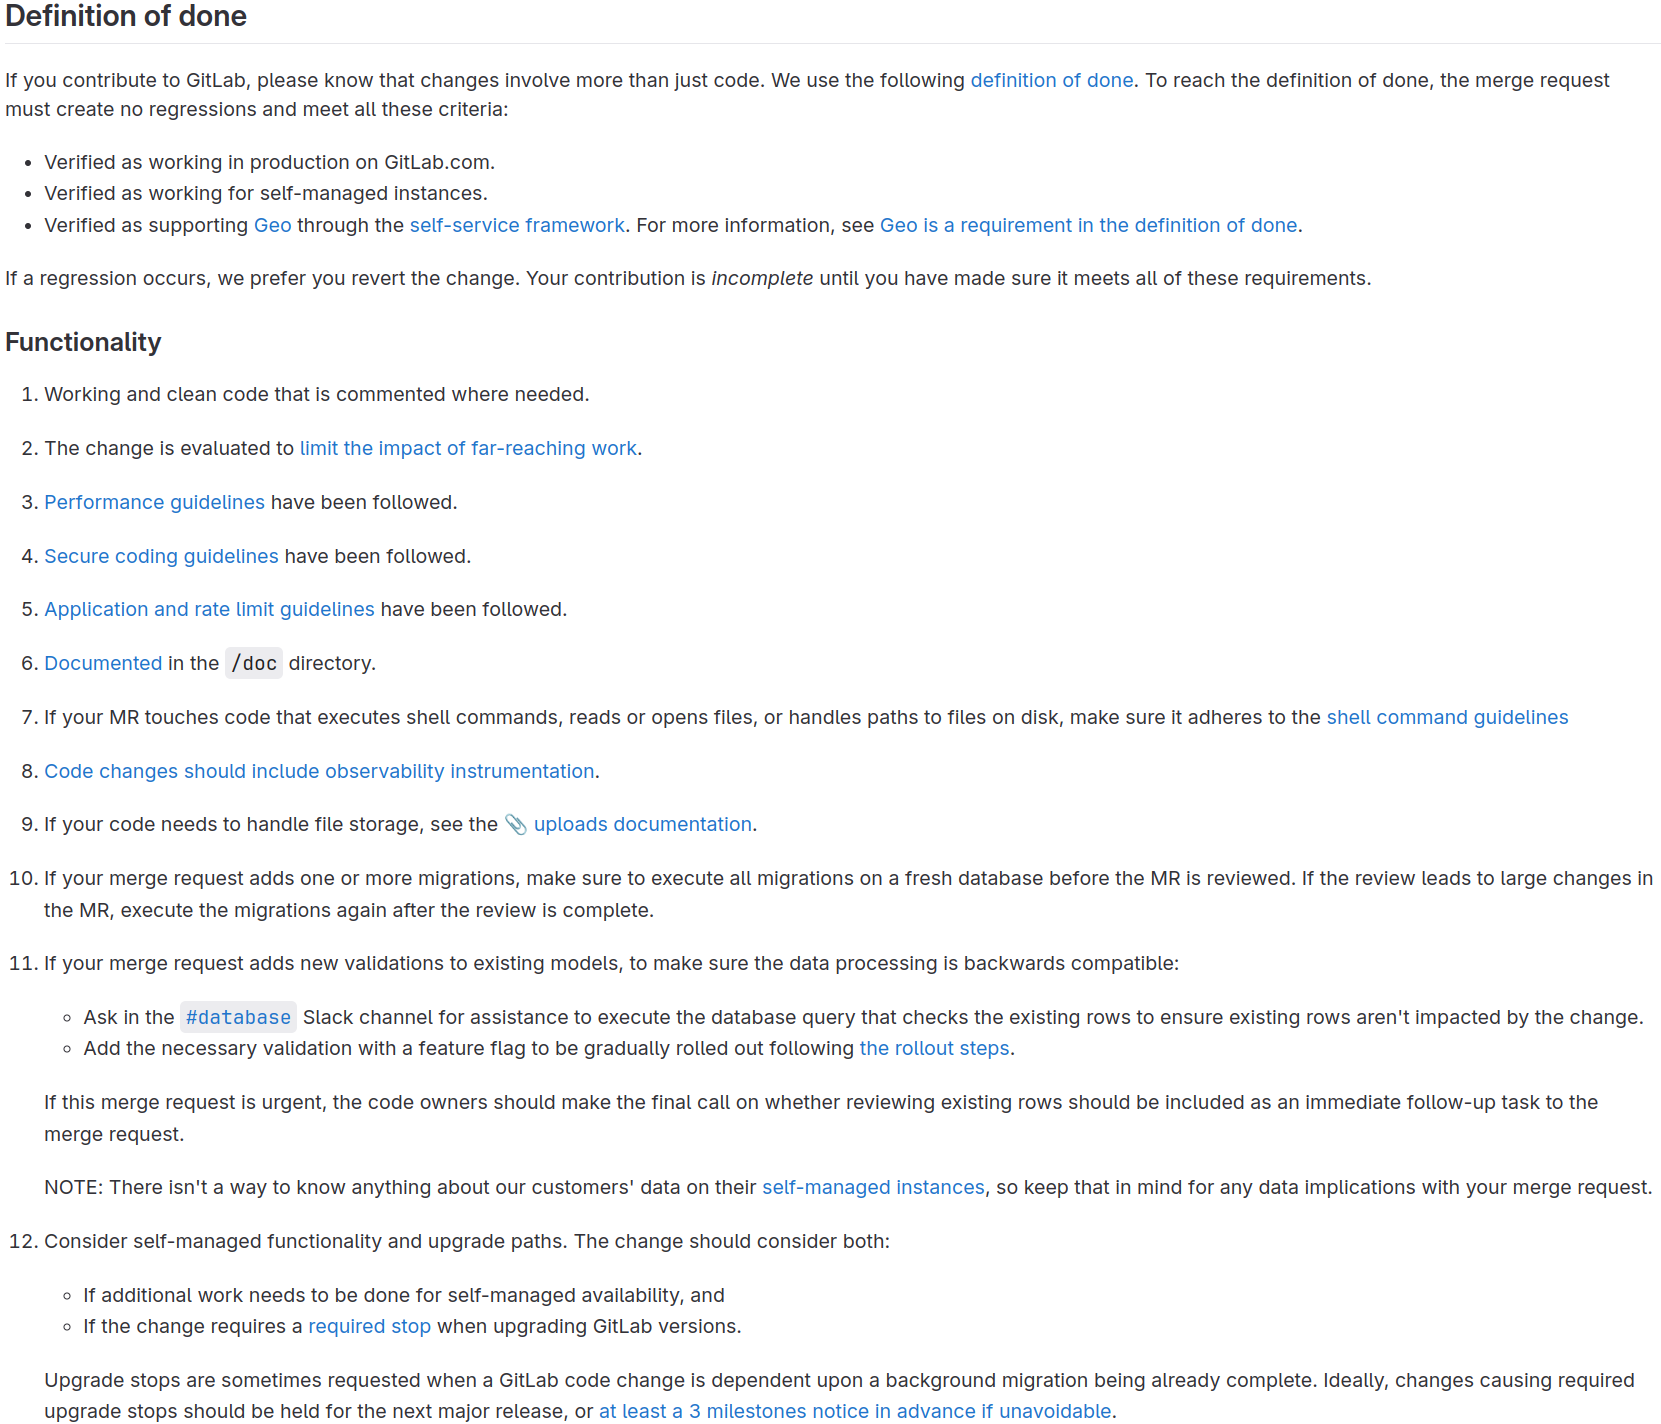 Definition of done
If you contribute to GitLab, please know that changes involve more than just code. We use the following definition of done. To reach the definition of done, the merge request
must create no regressions and meet all these criteria:
• Verified as working in production on GitLab.com.
• Verified as working for self-managed instances.
• Verified as supporting Geo through the self-service framework. For more information, see Geo is a requirement in the definition of done.
If a regression occurs, we prefer you revert the change. Your contribution is incomplete until you have made sure it meets all of these requirements.
Functionality
1. Working and clean code that is commented where needed.
2. The change is evaluated to limit the impact of far-reaching work.
3. Performance guidelines have been followed.
4. Secure coding guidelines have been followed.
5. Application and rate limit guidelines have been followed.
6. Documented in the /doc directory.
7. If your MR touches code that executes shell commands, reads or opens files, or handles paths to files on disk, make sure it adheres to the shell command guidelines
8. Code changes should include observability instrumentation.
9. If your code needs to handle file storage, see the 📎 uploads documentation.
10. If your merge request adds one or more migrations, make sure to execute all migrations on a fresh database before the MR is reviewed. If the review leads to large changes in
the MR, execute the migrations again after the review is complete.
11. If your merge request adds new validations to existing models, to make sure the data processing is backwards compatible:
◦ Ask in the #database Slack channel for assistance to execute the database query that checks the existing rows to ensure existing rows aren't impacted by the change.
◦ Add the necessary validation with a feature flag to be gradually rolled out following the rollout steps.
If this merge request is urgent, the code owners should make the final call on whether reviewing existing rows should be included as an immediate follow-up task to the
merge request.
NOTE: There isn't a way to know anything about our customers' data on their self-managed instances, so keep that in mind for any data implications with your merge request.
12. Consider self-managed functionality and upgrade paths. The change should consider both:
◦ If additional work needs to be done for self-managed availability, and
◦ If the change requires a required stop when upgrading GitLab versions.
Upgrade stops are sometimes requested when a GitLab code change is dependent upon a background migration being already complete. Ideally, changes causing required
upgrade stops should be held for the next major release, or at least a 3 milestones notice in advance if unavoidable.